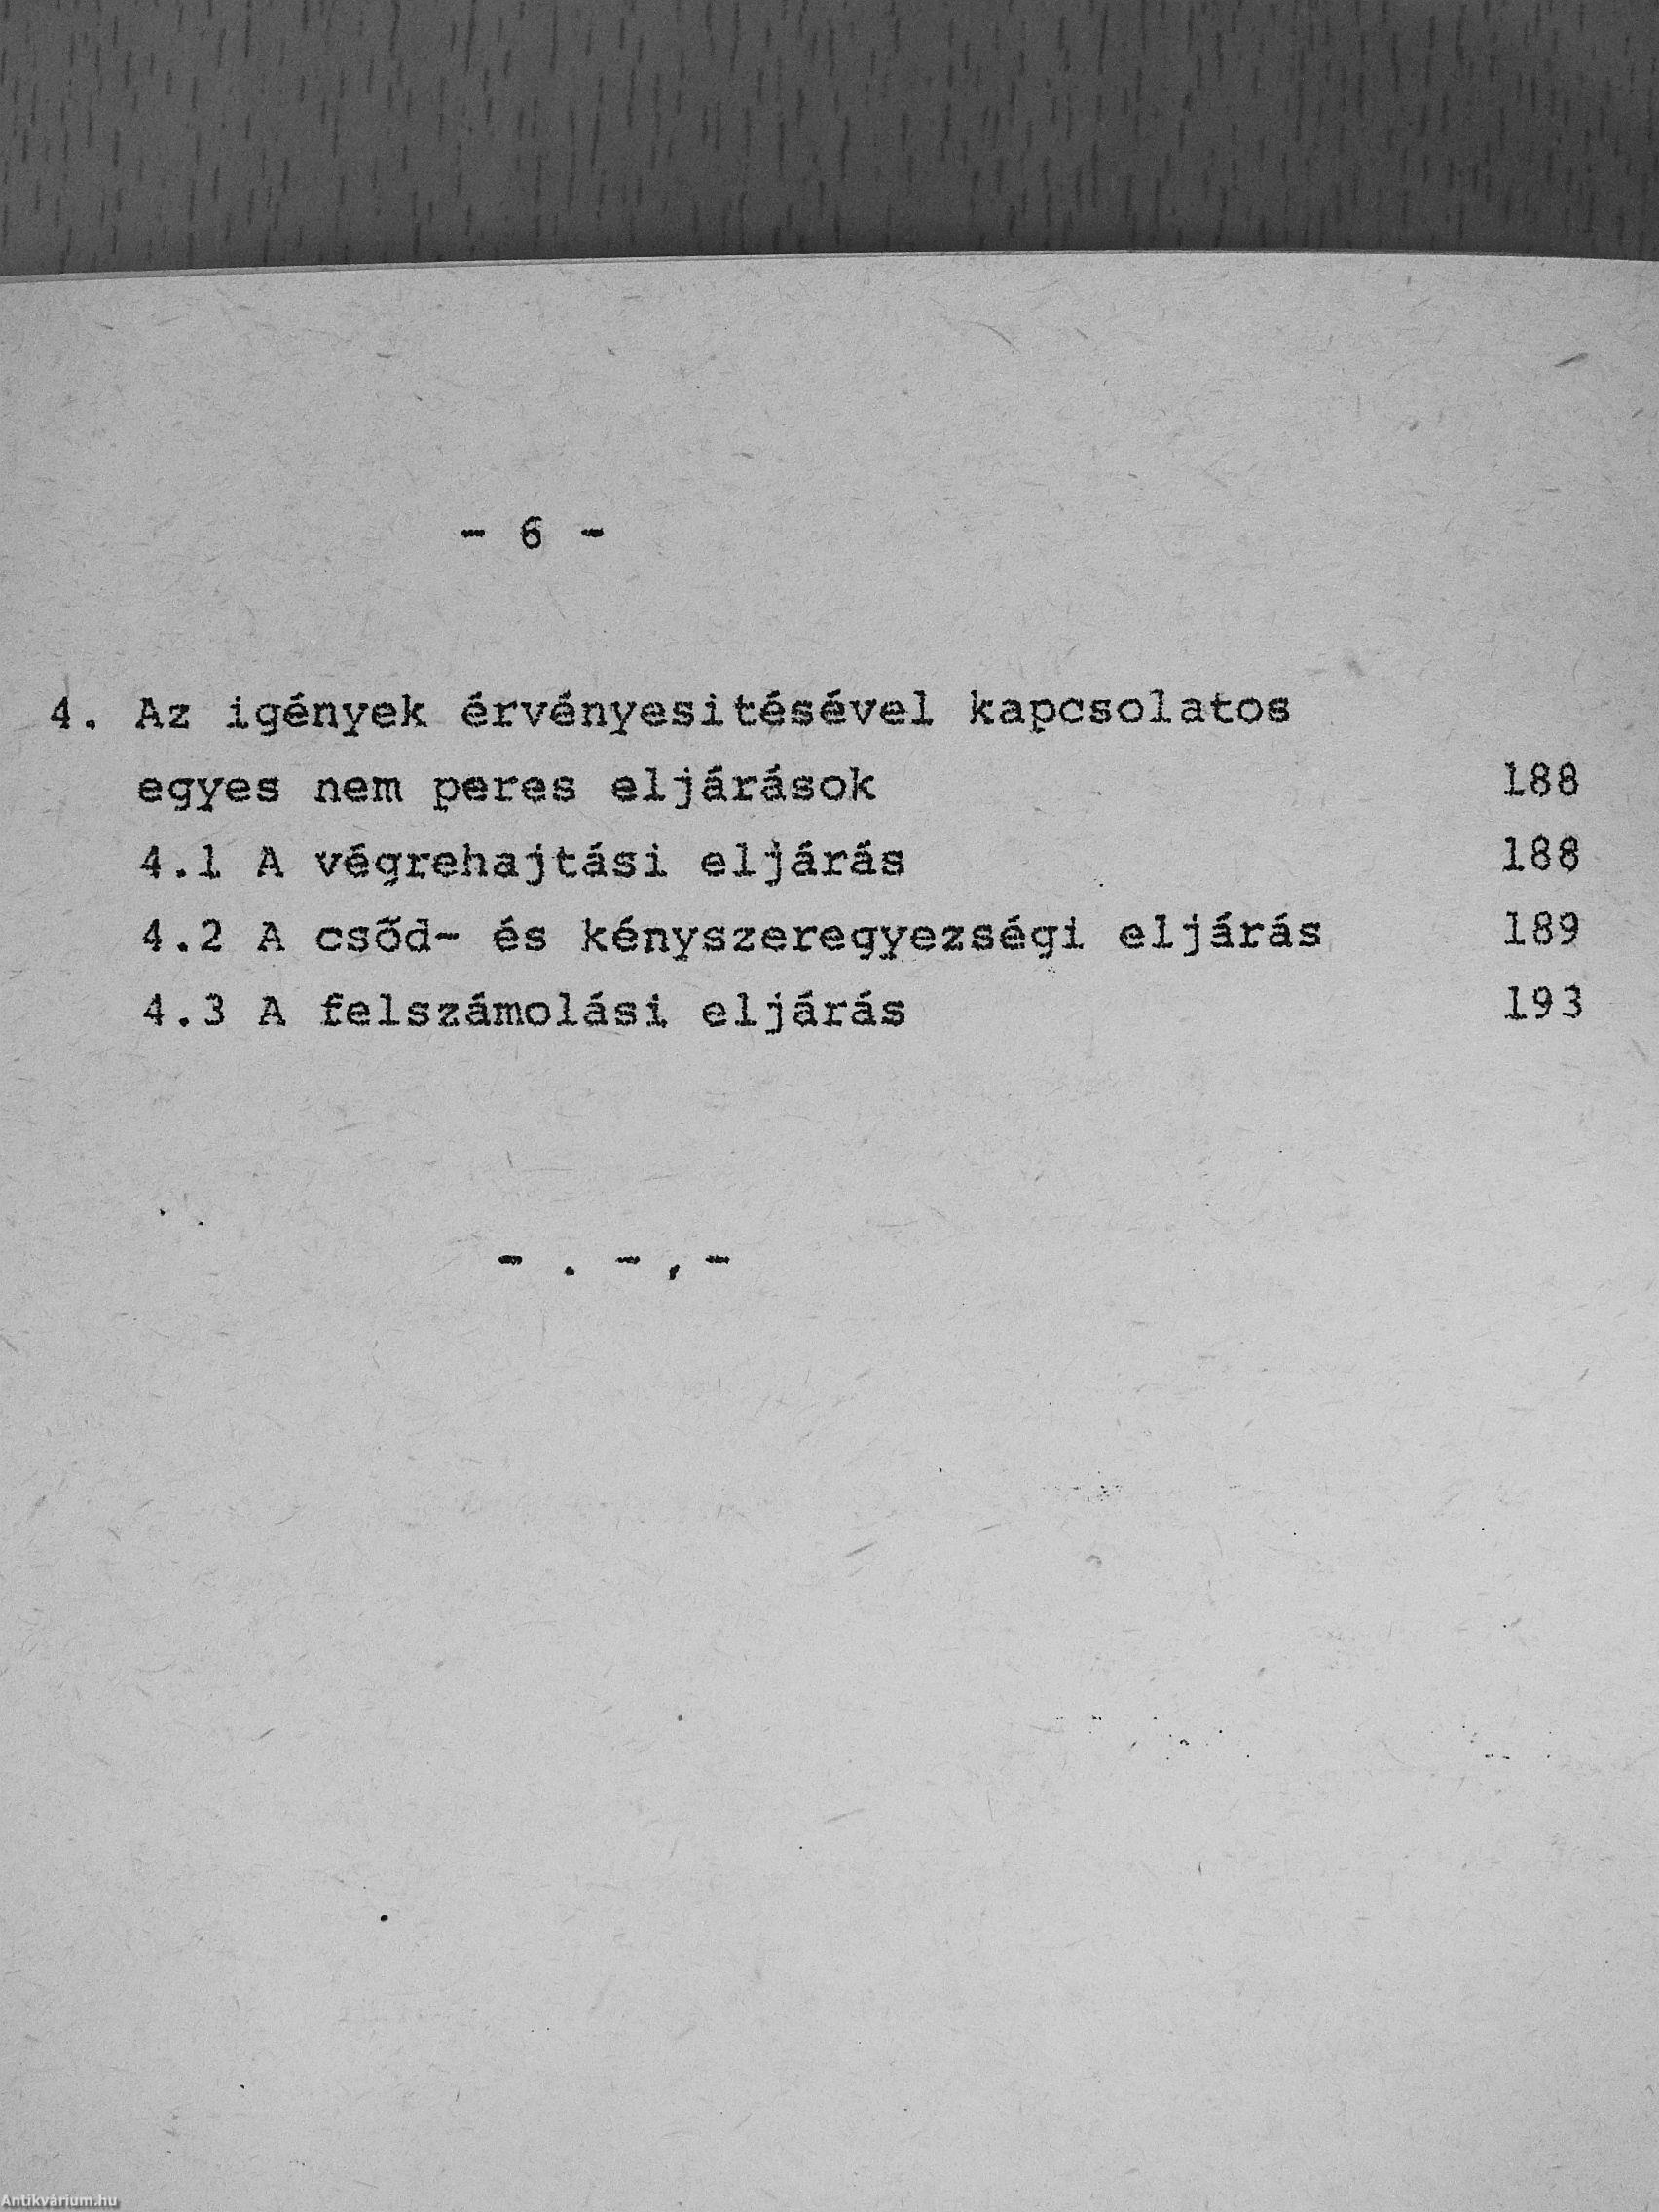 - 6 -
4. Az igények érvényesitésével kapcsolatos
egyes nem peres eljárások 188
4.1 A végrehajtási eljárás 188
4.2 A csőd- és kényszeregyezségi eljárás 189
4.3 A felszámolási eljárás 193
- . - , -
Antikvárium.hu